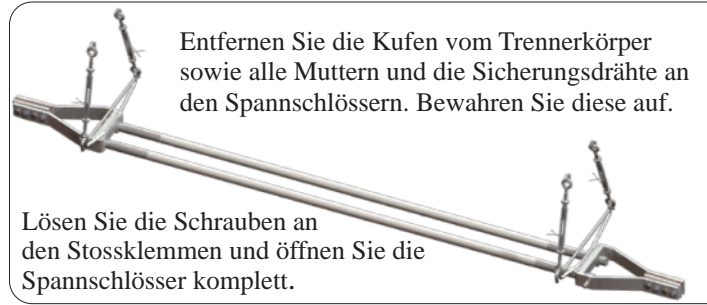 Entfernen Sie die Kufen vom Trennerkörper
sowie alle Muttern und die Sicherungsdrähte an
den Spannschlössern. Bewahren Sie diese auf.
Lösen Sie die Schrauben an
den Stossklemmen und öffnen Sie die
Spannschlösser komplett.